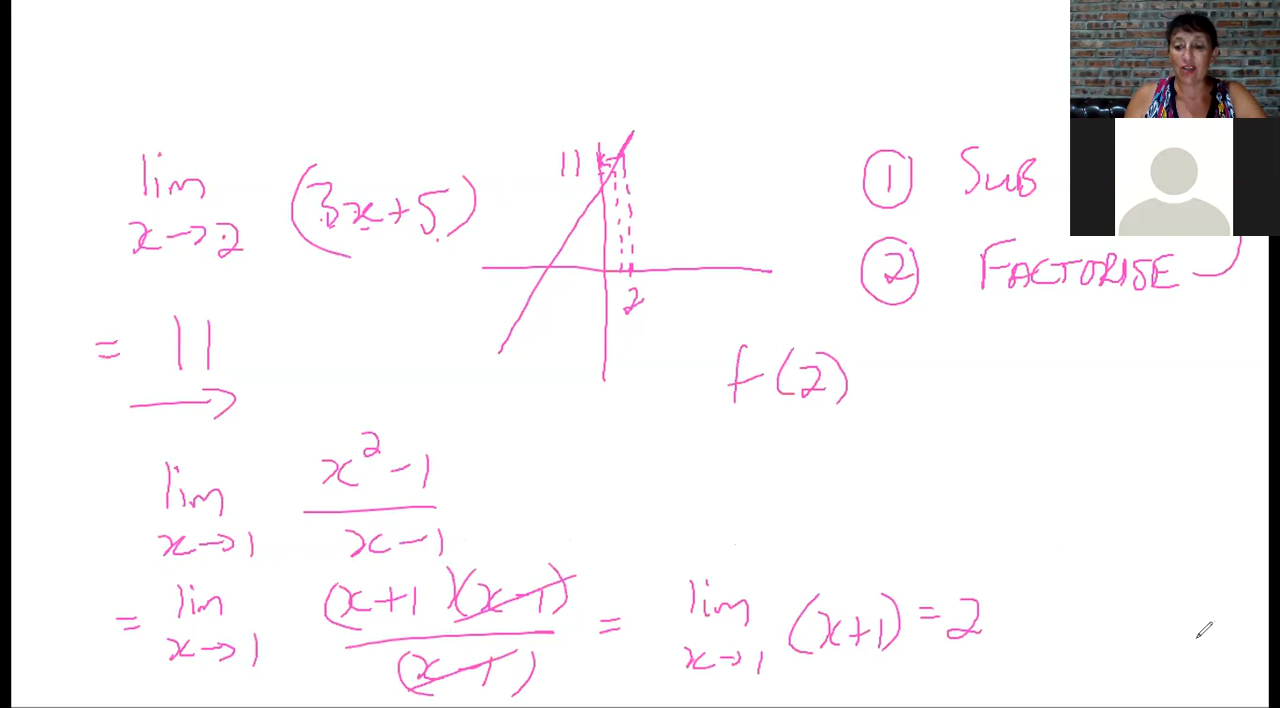 lim x→2 (3x+5)
= 11
11
2
f(2)
① SUB
② FACTORISE
lim x→1 x² - 1 / x - 1
= lim x→1 (x+1)(x-1) / (x-1) = lim x→1 (x+1) = 2